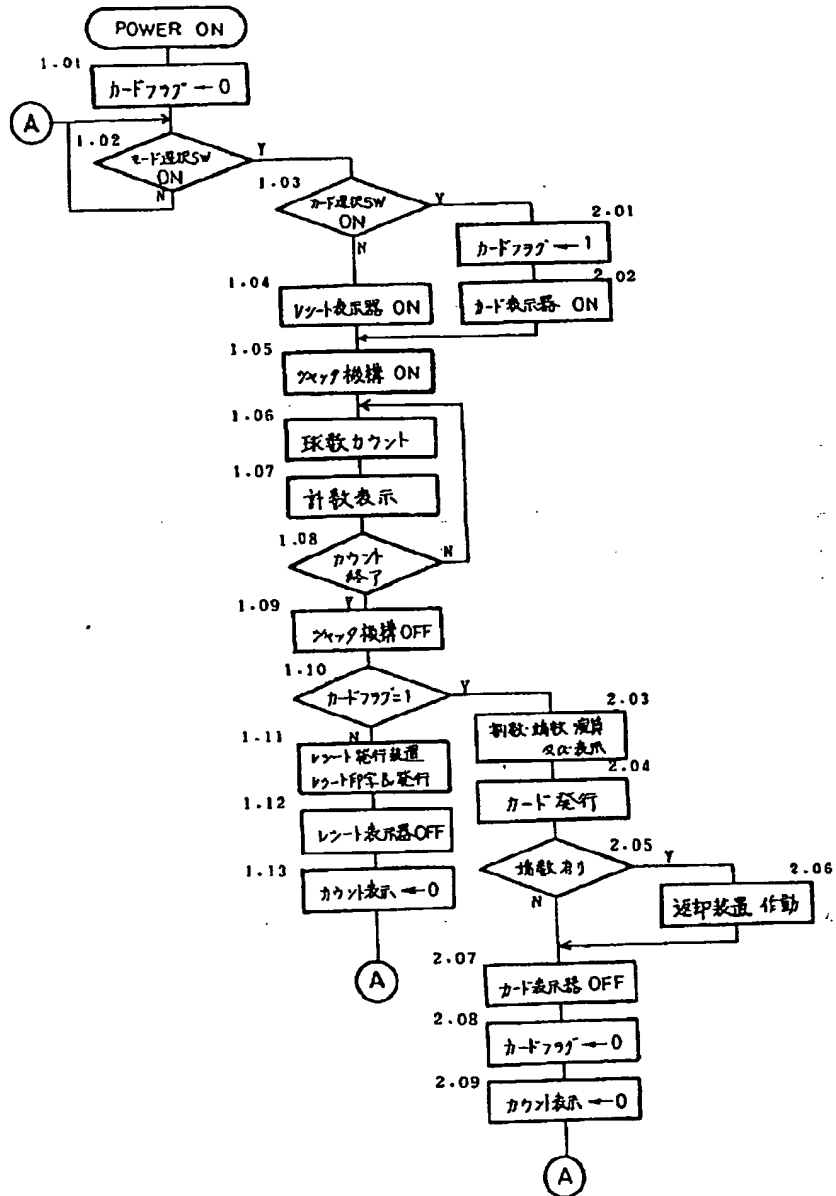 POWER ON
1.01
カードフラグ ← 0
A
1.02
モード選択SW
ON
Y
N
1.03
カード選択SW
ON
Y
N
2.01
カードフラグ ← 1
2.02
カード表示器 ON
1.04
レシート表示器 ON
1.05
シャッタ機構 ON
1.06
球数カウント
1.07
計数表示
1.08
カウント
終了
N
Y
1.09
シャッタ機構 OFF
1.10
カードフラグ=1
Y
N
1.11
レシート発行装置
レシート印字&発行
1.12
レシート表示器OFF
1.13
カウント表示 ← 0
A
2.03
端数 演算
及び表示
2.04
カード 発行
2.05
端数有り
Y
N
2.06
返却装置 作動
2.07
カード表示器 OFF
2.08
カードフラグ ← 0
2.09
カウント表示 ← 0
A